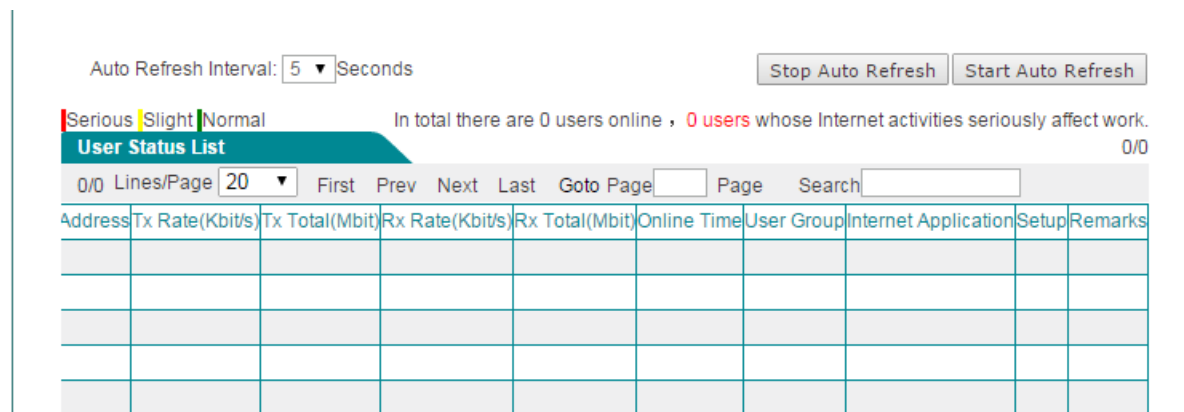 Auto Refresh Interval: 5 Seconds Stop Auto Refresh Start Auto Refresh
Serious Slight Normal In total there are 0 users online，0 users whose Internet activities seriously affect work.
User Status List 0/0
0/0 Lines/Page 20 First Prev Next Last Goto Page Page Search
Address Tx Rate(Kbit/s) Tx Total(Mbit) Rx Rate(Kbit/s) Rx Total(Mbit) Online Time User Group Internet Application Setup Remarks